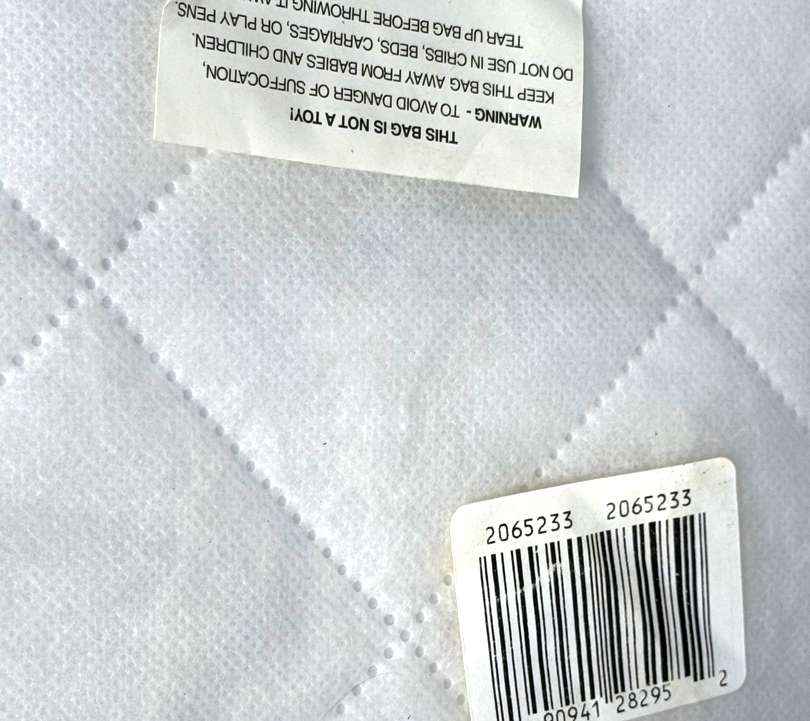 THIS BAG IS NOT A TOY!
WARNING - TO AVOID DANGER OF SUFFOCATION,
KEEP THIS BAG AWAY FROM BABIES AND CHILDREN.
DO NOT USE IN CRIBS, BEDS, CARRIAGES, OR PLAY PENS.
TEAR UP BAG BEFORE THROWING IT
2065233 2065233
90941 28295 2